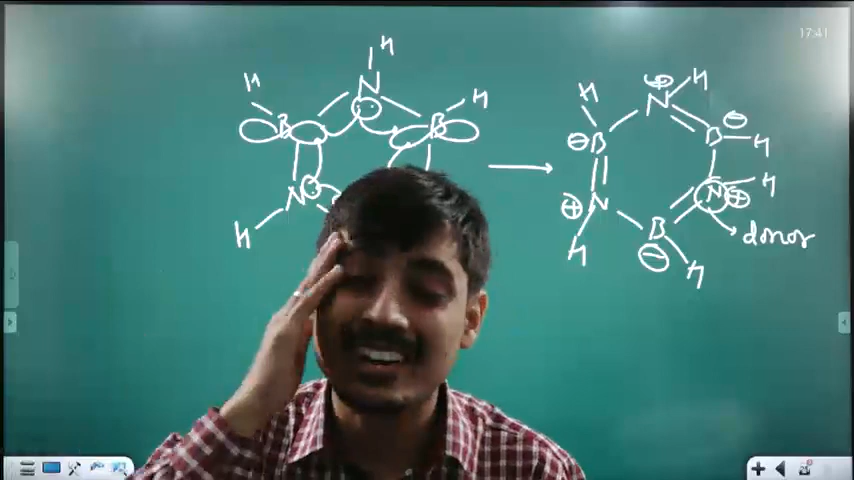 17:41
H
H N H
B B
N
H
H N ⊕ H
⊖ B B ⊖ H
⊕ N N ⊕ H
H B ⊖ H
donor